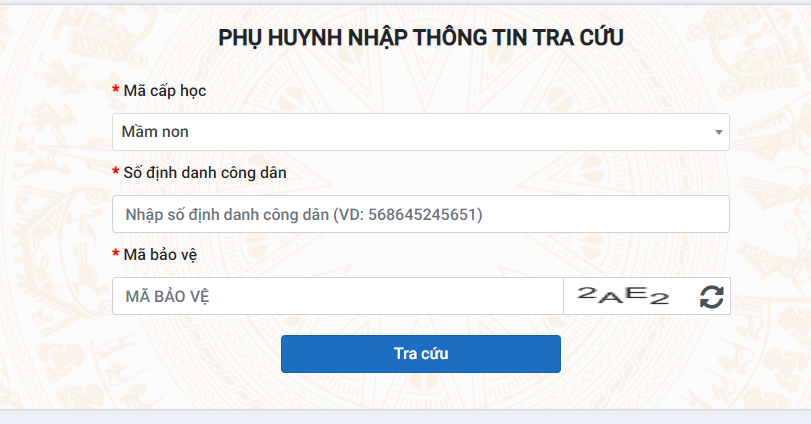 PHỤ HUYNH NHẬP THÔNG TIN TRA CỨU
* Mã cấp học
Mầm non
* Số định danh công dân
Nhập số định danh công dân (VD: 568645245651)
* Mã bảo vệ
MÃ BẢO VỆ 2AE2
Tra cứu